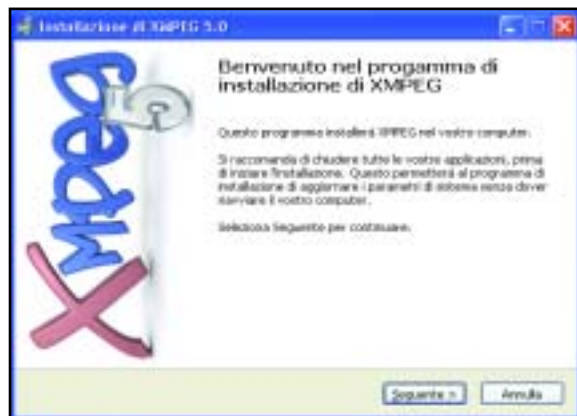 Installazione di XMPEG 5.0
xmpeg 5
Benvenuto nel progamma di
installazione di XMPEG
Questo programma installerà XMPEG nel vostro computer.
Si raccomanda di chiudere tutte le vostre applicazioni, prima
di iniziare l'installazione. Questo permetterà al programma di
installazione di aggiornare i parametri di sistema senza dover
riavviare il vostro computer.
Seleziona Seguente per continuare.
Seguente >
Annulla